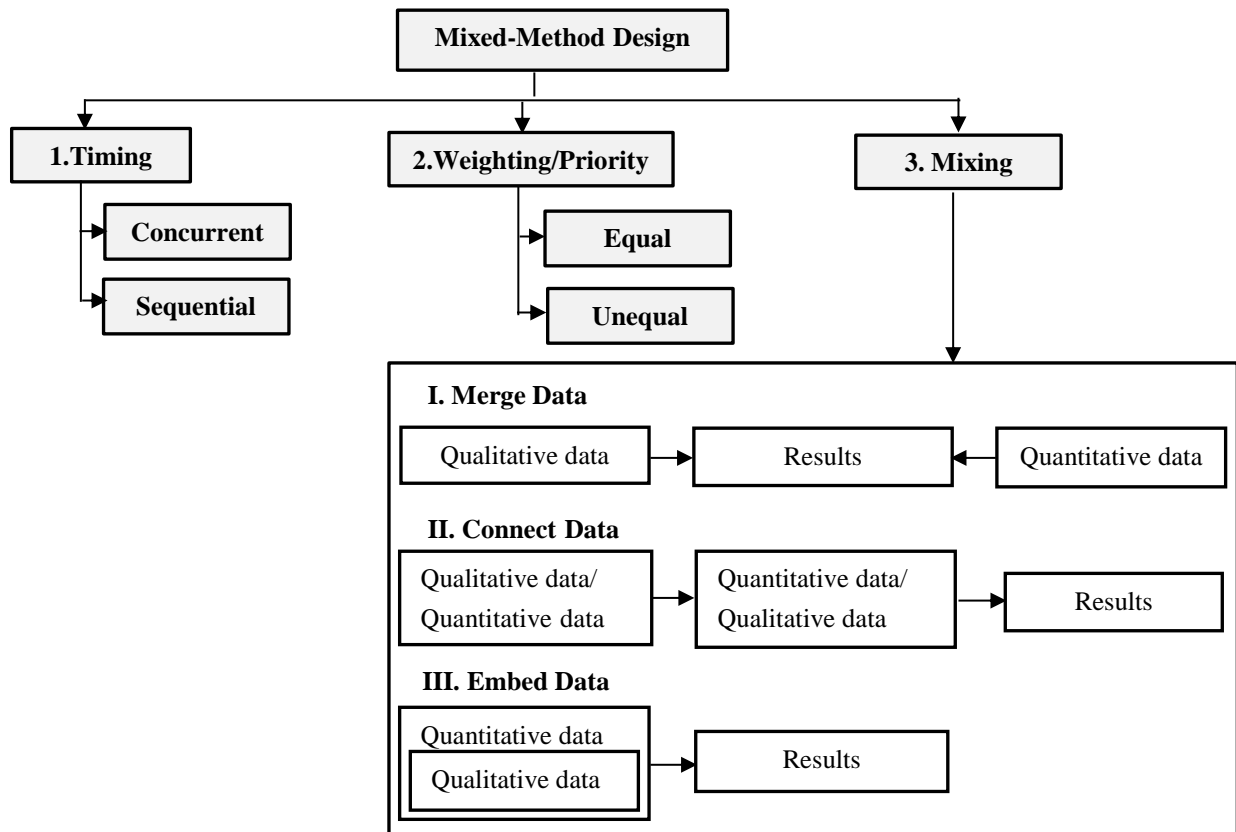 Mixed-Method Design
1.Timing
2.Weighting/Priority
3. Mixing
Concurrent
Equal
Sequential
Unequal
I. Merge Data
Qualitative data
Results
Quantitative data
II. Connect Data
Qualitative data/
Quantitative data
Quantitative data/
Qualitative data
Results
III. Embed Data
Quantitative data
Qualitative data
Results